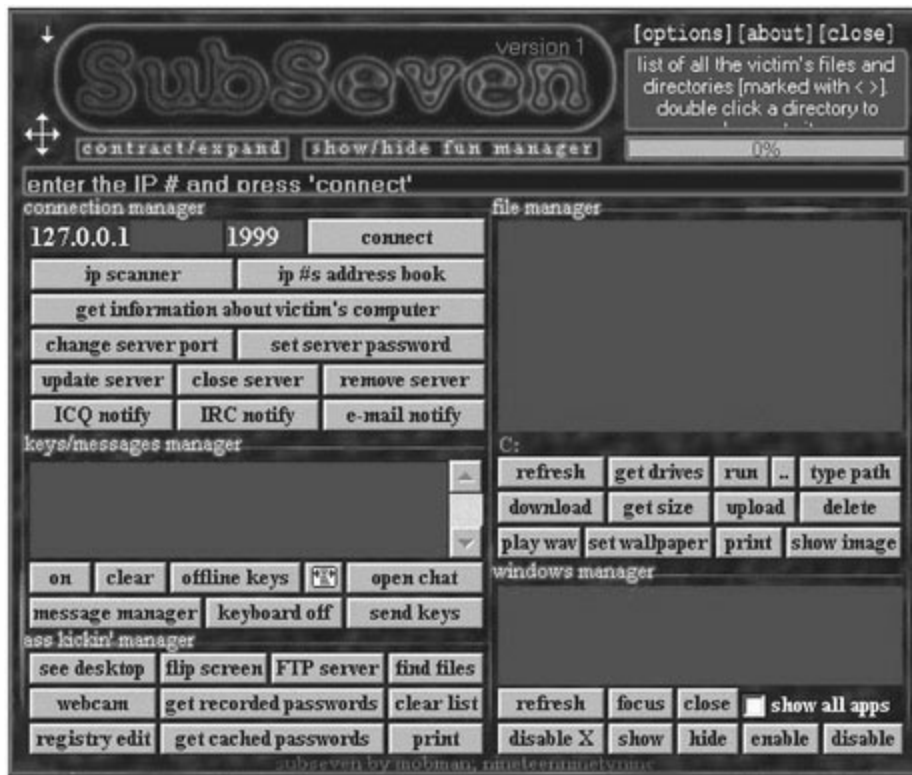 SubSeven
version 1
[options] [about] [close]
list of all the victim's files and
directories [marked with < >].
double click a directory to
contract/expand
show/hide fun manager
0%
enter the IP # and press 'connect'
connection manager
127.0.0.1 1999 connect
ip scanner ip #s address book
get information about victim's computer
change server port set server password
update server close server remove server
ICQ notify IRC notify e-mail notify
keys/messages manager
on clear offline keys open chat
message manager keyboard off send keys
ass kickin' manager
see desktop flip screen FTP server find files
webcam get recorded passwords clear list
registry edit get cached passwords print
file manager
C:
refresh get drives run .. type path
download get size upload delete
play wav set wallpaper print show image
windows manager
refresh focus close show all apps
disable X show hide enable disable
subseven by mobman; nineteenninetynine